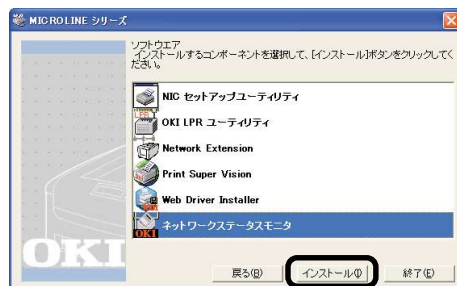 MICROLINE シリーズ
ソフトウエア
インストールするコンポーネントを選択して、[インストール]ボタンをクリックしてく
ださい。
NIC セットアップユーティリティ
LPR
OKI LPR ユーティリティ
Network Extension
Print Super Vision
Web Driver Installer
OKI
ネットワークステータスモニタ
OKI
戻る(B)
インストール(I)
終了(E)